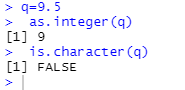 > q=9.5
>  as.integer(q)
[1] 9
>  is.character(q)
[1] FALSE
>